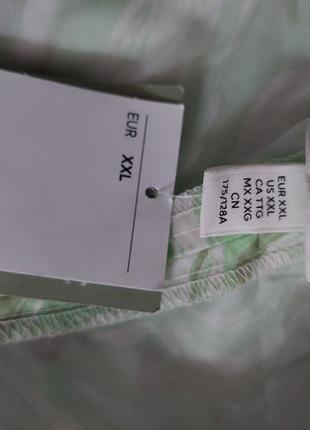 EUR XXL
EUR XXL
US XXL
CA TTG
MX XXG
CN
175/128A